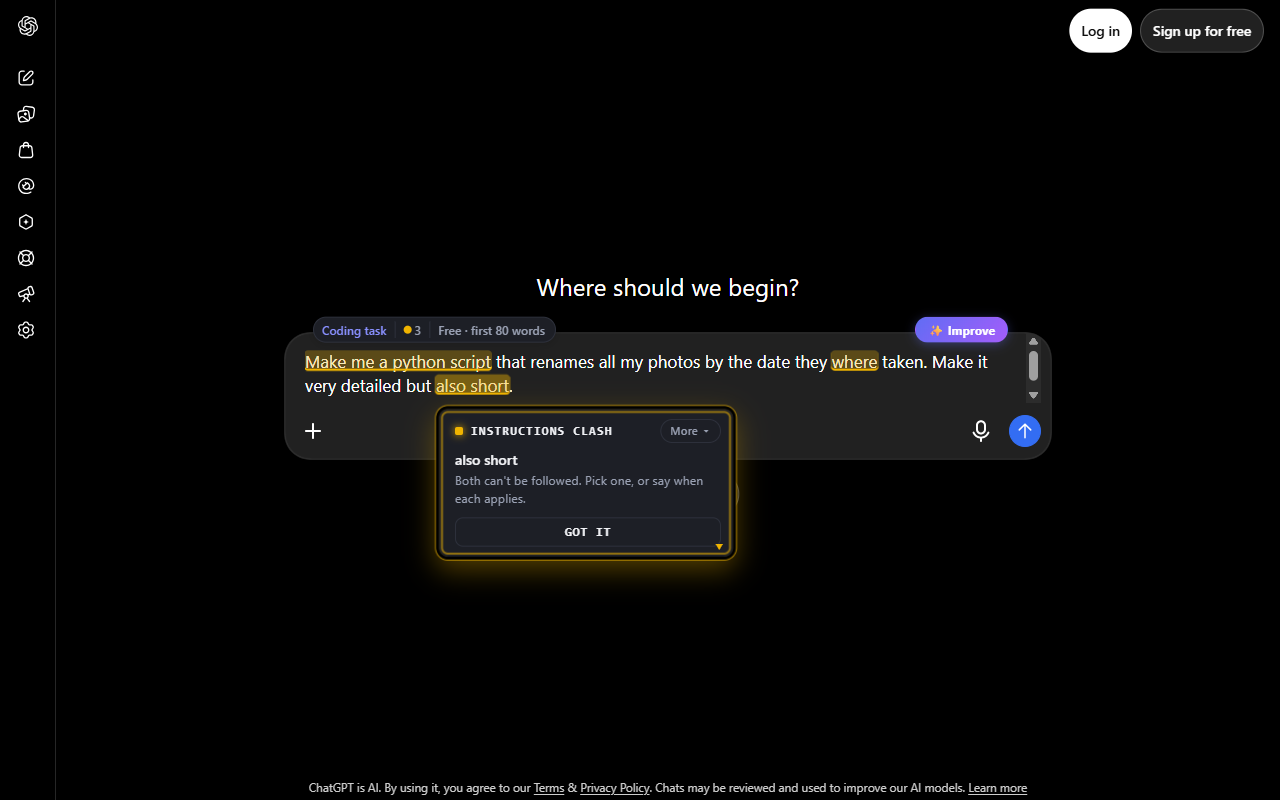 Log in
Sign up for free
Where should we begin?
Coding task
3
Free · first 80 words
Improve
Make me a python script that renames all my photos by the date they where taken. Make it
very detailed but also short.
INSTRUCTIONS CLASH
More
also short
Both can't be followed. Pick one, or say when
each applies.
GOT IT
ChatGPT is AI. By using it, you agree to our Terms & Privacy Policy. Chats may be reviewed and used to improve our AI models. Learn more